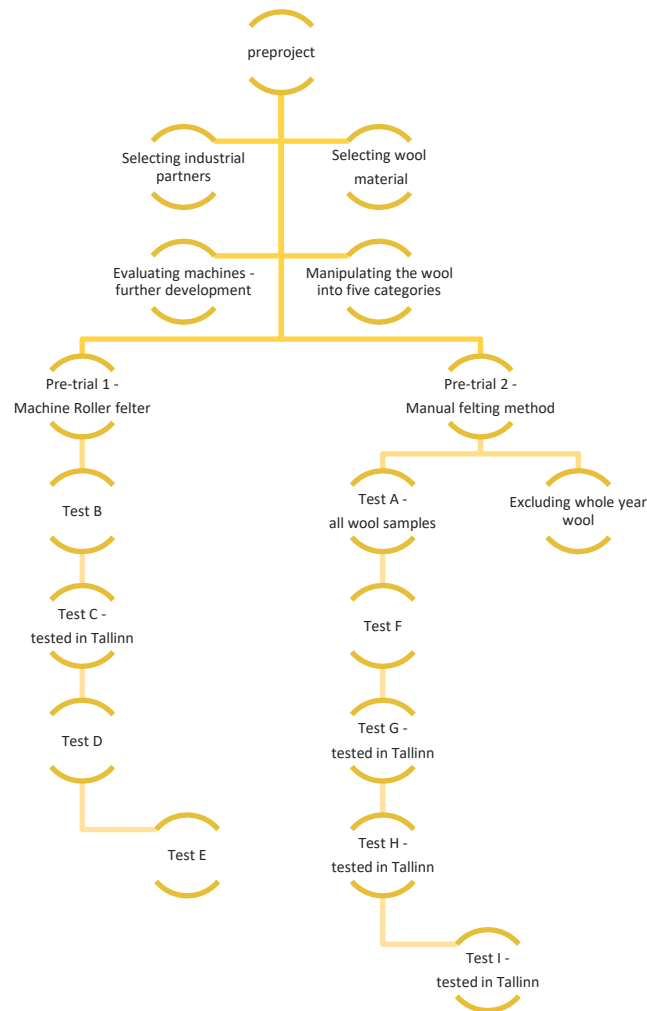 preproject
Selecting industrial
partners
Selecting wool
material
Evaluating machines -
further development
Manipulating the wool
into five categories
Pre-trial 1 -
Machine Roller felter
Pre-trial 2 -
Manual felting method
Test B
Test A -
all wool samples
Excluding whole year
wool
Test C -
tested in Tallinn
Test F
Test D
Test G -
tested in Tallinn
Test E
Test H -
tested in Tallinn
Test I -
tested in Tallinn